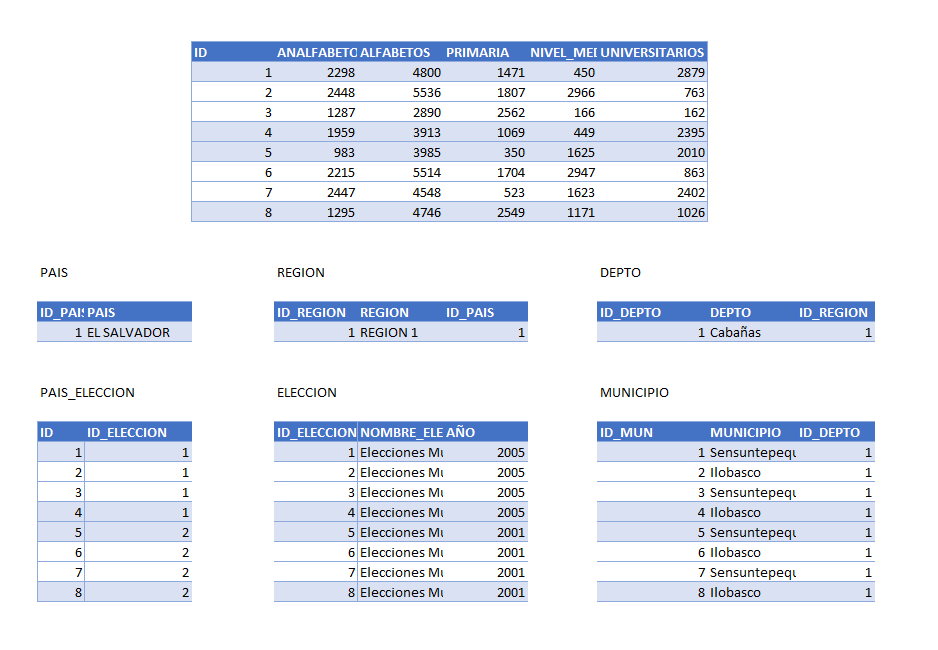 ID ANALFABETO ALFABETOS PRIMARIA NIVEL_MEI UNIVERSITARIOS
1 2298 4800 1471 450 2879
2 2448 5536 1807 2966 763
3 1287 2890 2562 166 162
4 1959 3913 1069 449 2395
5 983 3985 350 1625 2010
6 2215 5514 1704 2947 863
7 2447 4548 523 1623 2402
8 1295 4746 2549 1171 1026
PAIS REGION DEPTO
ID_PAIS PAIS ID_REGION REGION ID_PAIS ID_DEPTO DEPTO ID_REGION
1 EL SALVADOR 1 REGION 1 1 1 Cabañas 1
PAIS_ELECCION ELECCION MUNICIPIO
ID ID_ELECCION ID_ELECCION NOMBRE_ELE AÑO ID_MUN MUNICIPIO ID_DEPTO
1 1 1 Elecciones Mu 2005 1 Sensuntepequ 1
2 1 2 Elecciones Mu 2005 2 Ilobasco 1
3 1 3 Elecciones Mu 2005 3 Sensuntepequ 1
4 1 4 Elecciones Mu 2005 4 Ilobasco 1
5 2 5 Elecciones Mu 2001 5 Sensuntepequ 1
6 2 6 Elecciones Mu 2001 6 Ilobasco 1
7 2 7 Elecciones Mu 2001 7 Sensuntepequ 1
8 2 8 Elecciones Mu 2001 8 Ilobasco 1